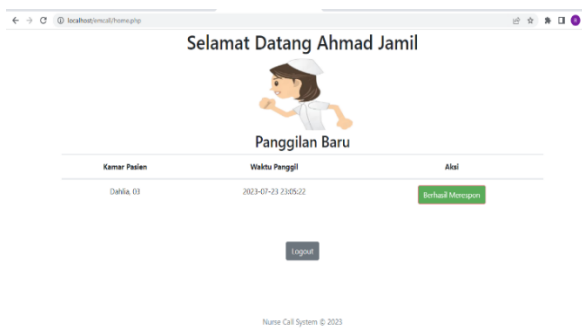 localhost/emcall/home.php
Selamat Datang Ahmad Jamil
Panggilan Baru
Kamar Pasien Waktu Panggil Aksi
Dahlia, 03 2023-07-23 23:05:22 Berhasil Merespon
Logout
Nurse Call System © 2023